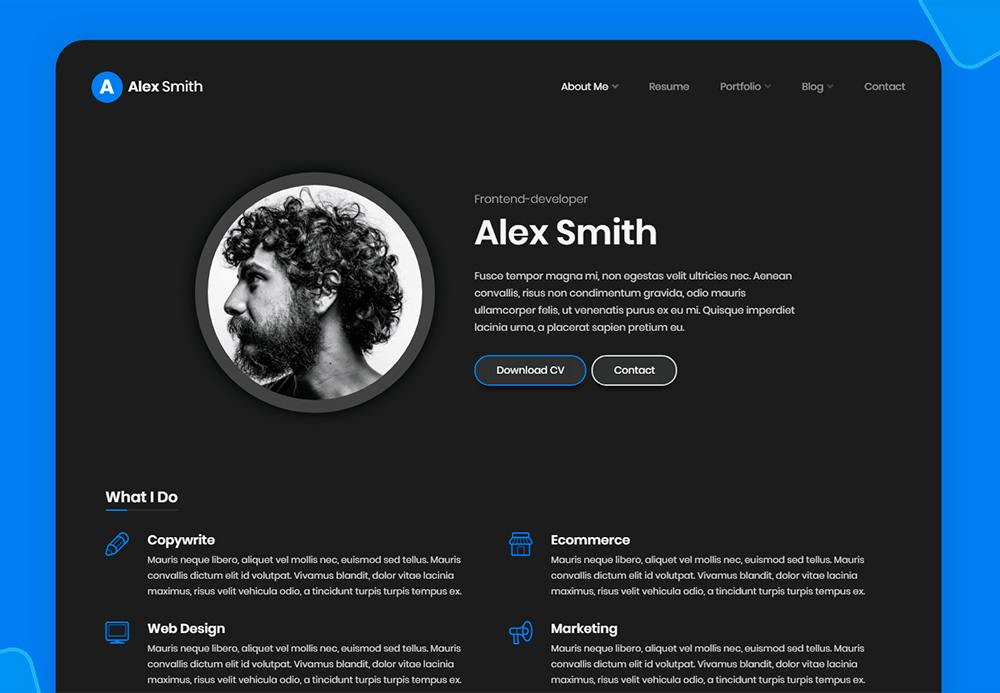 A Alex Smith
About Me Resume Portfolio Blog Contact
Frontend-developer
Alex Smith
Fusce tempor magna mi, non egestas velit ultricies nec. Aenean
convallis, risus non condimentum gravida, odio mauris
ullamcorper felis, ut venenatis purus ex eu mi. Quisque imperdiet
lacinia urna, a placerat sapien pretium eu.
Download CV Contact
What I Do
Copywrite
Mauris neque libero, aliquet vel mollis nec, euismod sed tellus. Mauris
convallis dictum elit id volutpat. Vivamus blandit, dolor vitae lacinia
maximus, risus velit vehicula odio, a tincidunt turpis turpis tempus ex.
Ecommerce
Mauris neque libero, aliquet vel mollis nec, euismod sed tellus. Mauris
convallis dictum elit id volutpat. Vivamus blandit, dolor vitae lacinia
maximus, risus velit vehicula odio, a tincidunt turpis turpis tempus ex.
Web Design
Mauris neque libero, aliquet vel mollis nec, euismod sed tellus. Mauris
convallis dictum elit id volutpat. Vivamus blandit, dolor vitae lacinia
maximus, risus velit vehicula odio, a tincidunt turpis turpis tempus ex.
Marketing
Mauris neque libero, aliquet vel mollis nec, euismod sed tellus. Mauris
convallis dictum elit id volutpat. Vivamus blandit, dolor vitae lacinia
maximus, risus velit vehicula odio, a tincidunt turpis turpis tempus ex.